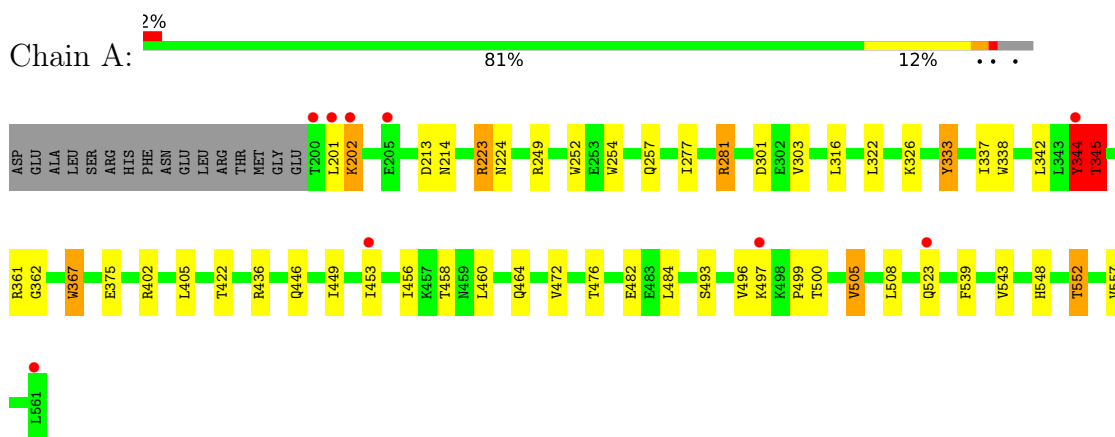 2%
Chain A:
81% 12% • • •
ASP GLU ALA LEU SER ARG HIS PHE ASN GLU LEU ARG THR MET GLY GLU T200 L201 K202 E205 D213 N214 R223 N224 R249 W252 E253 W254 Q257 I277 R281 D301 E302 V303 L316 L322 K326 Y333 I337 W338 L342 L343 Y344 T345
R361 G362 W367 E375 R402 L405 T422 R436 Q446 I449 I453 I456 K457 T458 N459 L460 Q464 V472 T476 E482 E483 L484 S493 V496 K497 K498 P499 T500 V505 L508 Q523 F539 V543 H548 T552 V557
L561